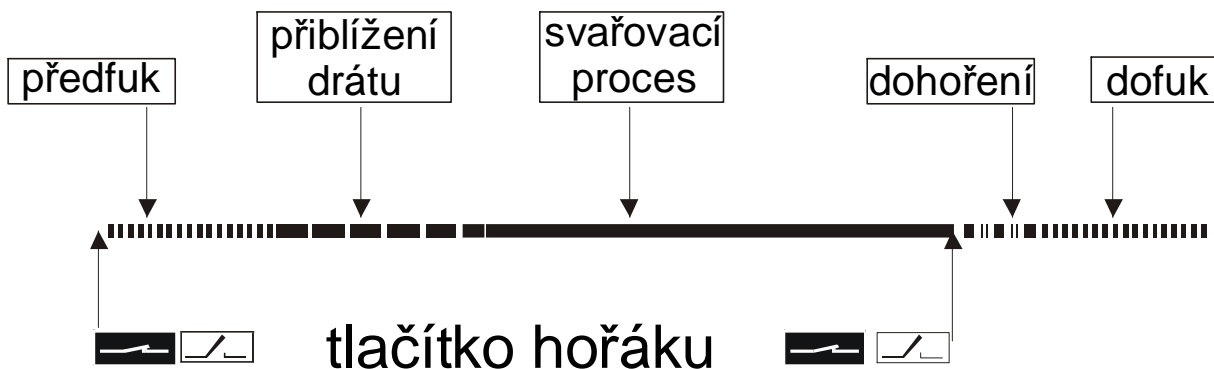 předfuk
přiblížení
drátu
svařovací
proces
dohoření
dofuk
tlačítko hořáku